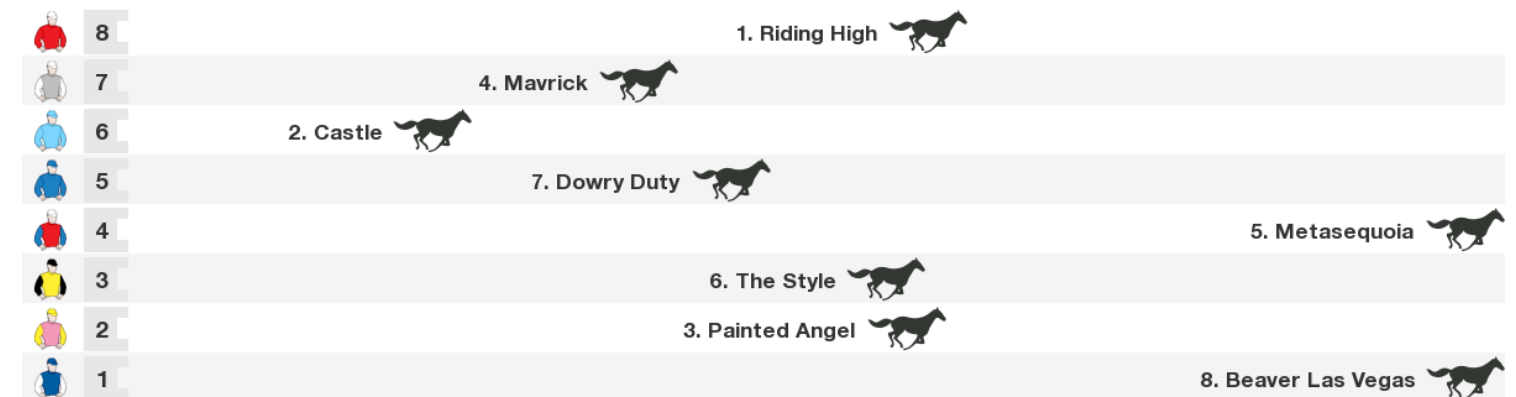 8 1. Riding High
7 4. Mavrick
6 2. Castle
5 7. Dowry Duty
4 5. Metasequoia
3 6. The Style
2 3. Painted Angel
1 8. Beaver Las Vegas